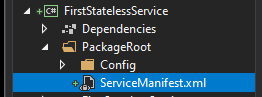 C# FirstStatelessService
Dependencies
PackageRoot
Config
ServiceManifest.xml